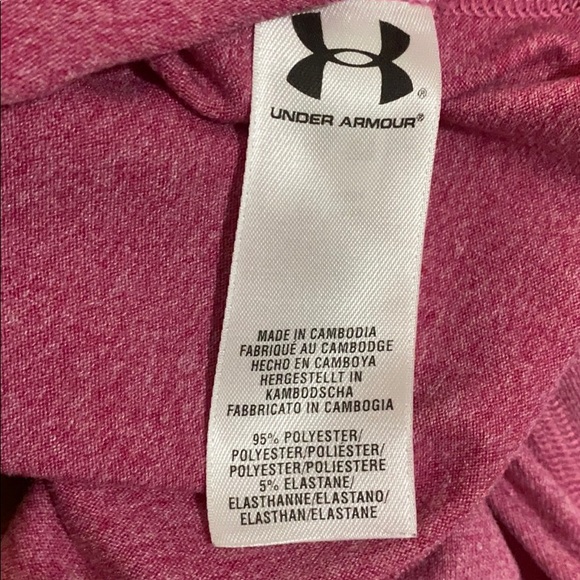 UNDER ARMOUR®
MADE IN CAMBODIA
FABRIQUÉ AU CAMBODGE
HECHO EN CAMBOYA
HERGESTELLT IN
KAMBODSCHA
FABBRICATO IN CAMBOGIA
95% POLYESTER/
POLYESTER/POLIÉSTER/
POLYESTER/POLIESTERE
5% ELASTANE/
ELASTHANNE/ELASTANO/
ELASTHAN/ELASTANE